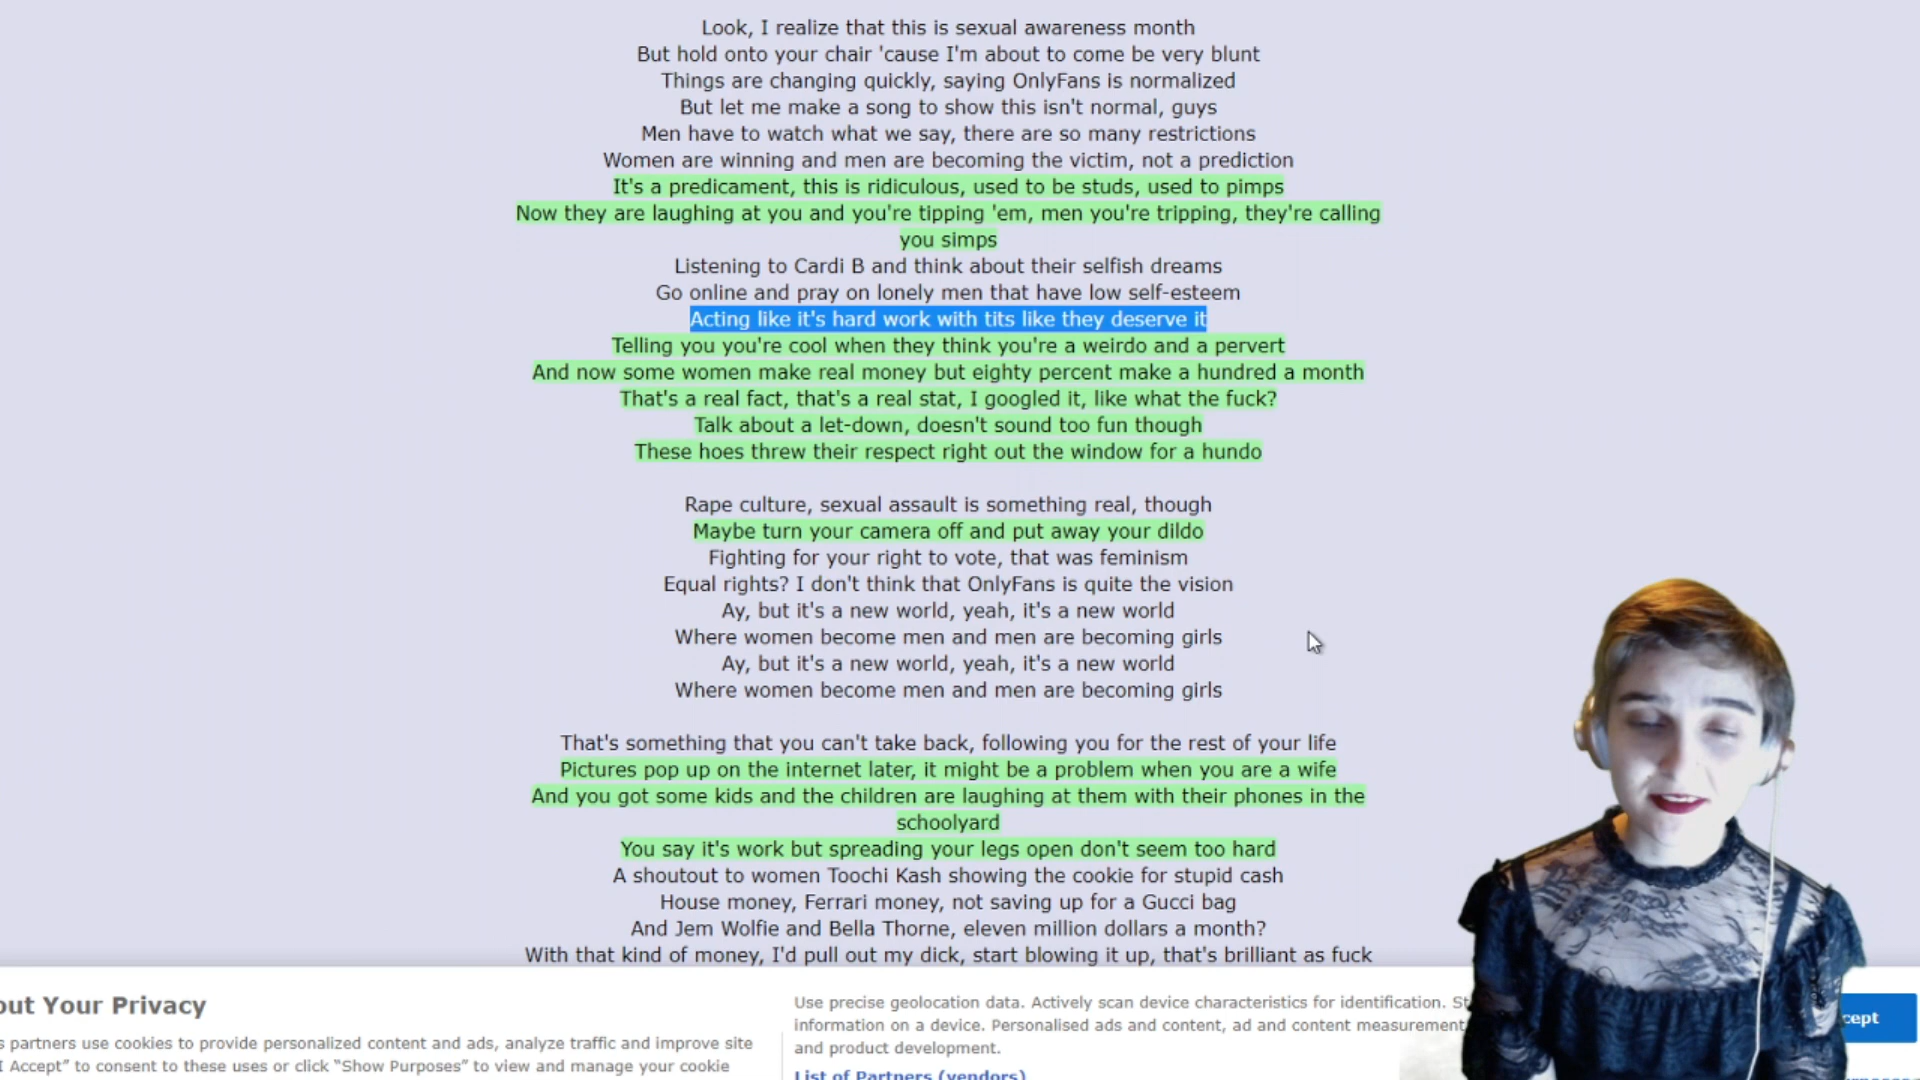 Look, I realize that this is sexual awareness month
But hold onto your chair 'cause I'm about to come be very blunt
Things are changing quickly, saying OnlyFans is normalized
But let me make a song to show this isn't normal, guys
Men have to watch what we say, there are so many restrictions
Women are winning and men are becoming the victim, not a prediction
It's a predicament, this is ridiculous, used to be studs, used to pimps
Now they are laughing at you and you're tipping 'em, men you're tripping, they're calling
you simps
Listening to Cardi B and think about their selfish dreams
Go online and pray on lonely men that have low self-esteem
Acting like it's hard work with tits like they deserve it
Telling you you're cool when they think you're a weirdo and a pervert
And now some women make real money but eighty percent make a hundred a month
That's a real fact, that's a real stat, I googled it, like what the fuck?
Talk about a let-down, doesn't sound too fun though
These hoes threw their respect right out the window for a hundo
Rape culture, sexual assault is something real, though
Maybe turn your camera off and put away your dildo
Fighting for your right to vote, that was feminism
Equal rights? I don't think that OnlyFans is quite the vision
Ay, but it's a new world, yeah, it's a new world
Where women become men and men are becoming girls
Ay, but it's a new world, yeah, it's a new world
Where women become men and men are becoming girls
That's something that you can't take back, following you for the rest of your life
Pictures pop up on the internet later, it might be a problem when you are a wife
And you got some kids and the children are laughing at them with their phones in the
schoolyard
You say it's work but spreading your legs open don't seem too hard
A shoutout to women Toochi Kash showing the cookie for stupid cash
House money, Ferrari money, not saving up for a Gucci bag
And Jem Wolfie and Bella Thorne, eleven million dollars a month?
With that kind of money, I'd pull out my dick, start blowing it up, that's brilliant as fuck
out Your Privacy
s partners use cookies to provide personalized content and ads, analyze traffic and improve site
I Accept” to consent to these uses or click “Show Purposes” to view and manage your cookie
Use precise geolocation data. Actively scan device characteristics for identification. St
information on a device. Personalised ads and content, ad and content measurement
and product development.
List of Partners (vendors)
cept